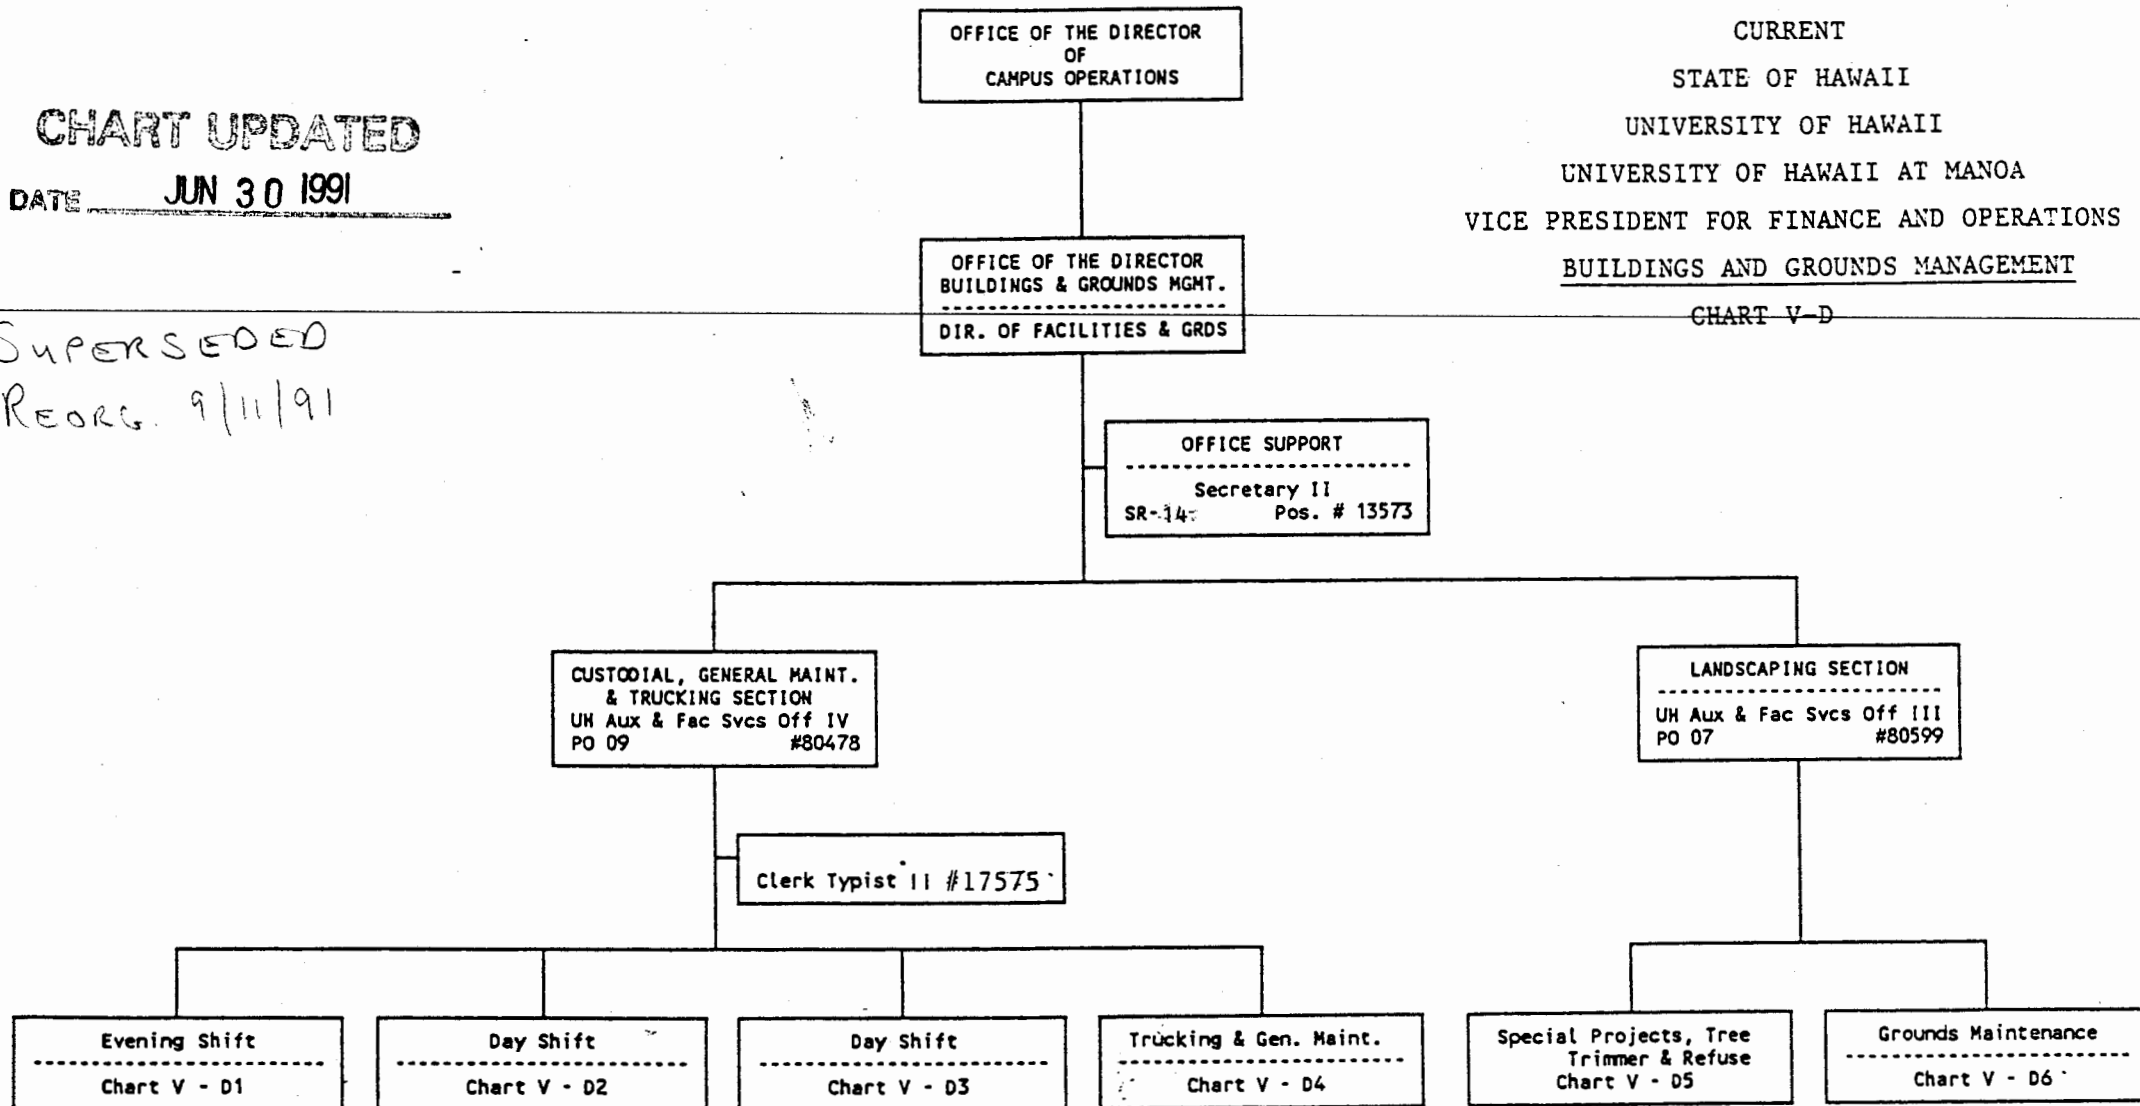 OFFICE OF THE DIRECTOR
OF
CAMPUS OPERATIONS
CURRENT
STATE OF HAWAII
UNIVERSITY OF HAWAII
UNIVERSITY OF HAWAII AT MANOA
VICE PRESIDENT FOR FINANCE AND OPERATIONS
BUILDINGS AND GROUNDS MANAGEMENT
CHART V-D
CHART UPDATED
DATE JUN 30 1991
SUPERSEDED
REORG. 9/11/91
OFFICE OF THE DIRECTOR
BUILDINGS & GROUNDS MGMT.
DIR. OF FACILITIES & GRDS
OFFICE SUPPORT
Secretary II
SR-14 Pos. # 13573
CUSTODIAL, GENERAL MAINT.
& TRUCKING SECTION
UH Aux & Fac Svcs Off IV
PO 09 #80478
LANDSCAPING SECTION
UH Aux & Fac Svcs Off III
PO 07 #80599
Clerk Typist II #17575
Evening Shift
Chart V - D1
Day Shift
Chart V - D2
Day Shift
Chart V - D3
Trucking & Gen. Maint.
Chart V - D4
Special Projects, Tree
Trimmer & Refuse
Chart V - D5
Grounds Maintenance
Chart V - D6